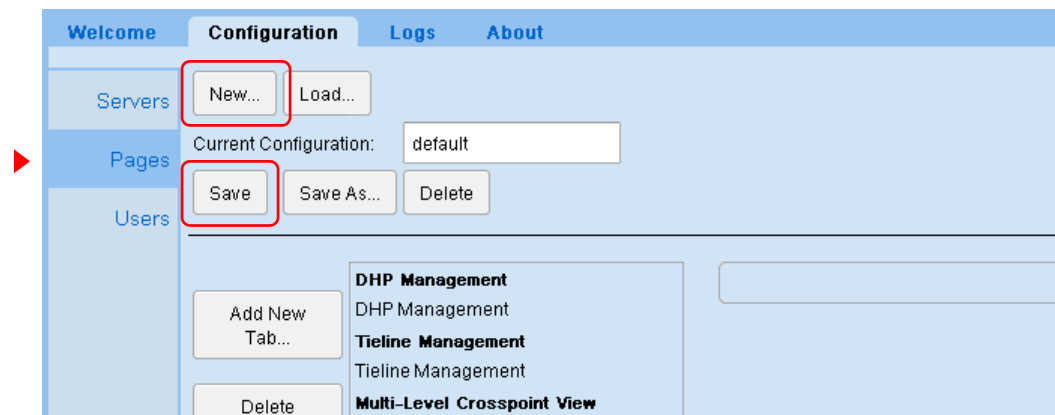 Welcome Configuration Logs About
Servers
Pages
Users
New... Load...
Current Configuration: default
Save Save As... Delete
Add New
Tab...
Delete
DHP Management
DHP Management
Tieline Management
Tieline Management
Multi-Level Crosspoint View